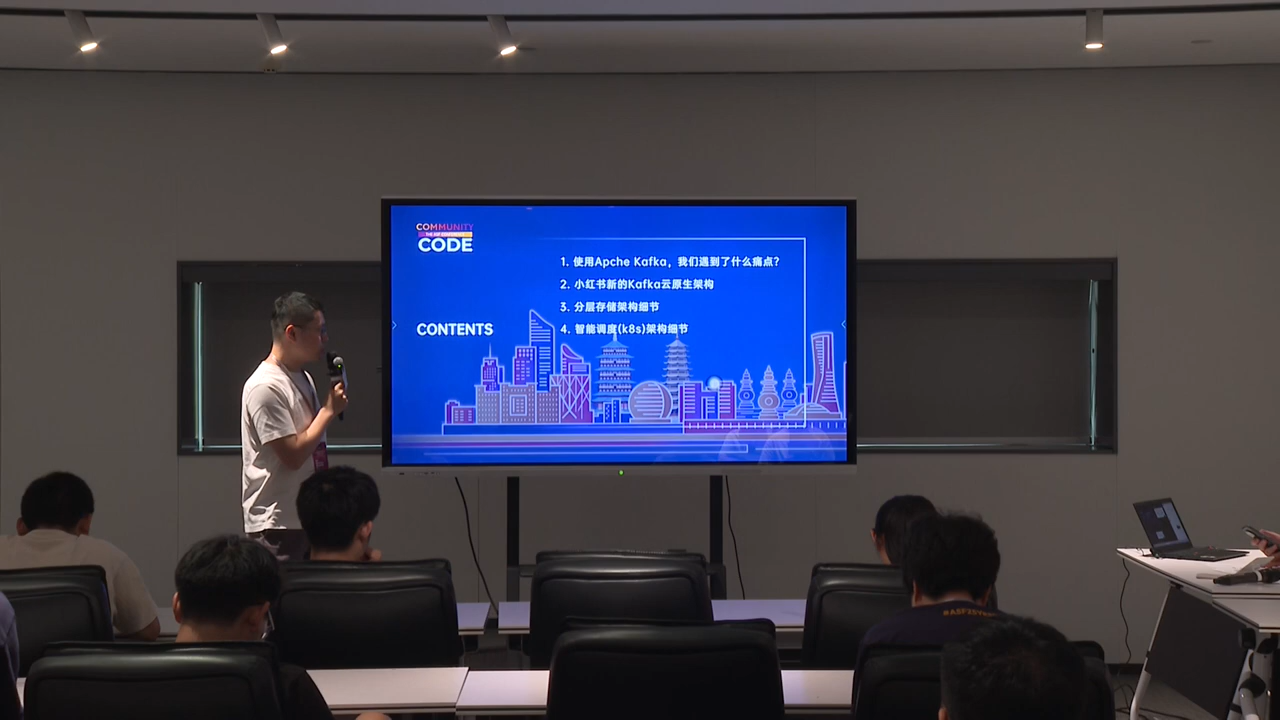 COMMUNITY
CODE
1. 使用Apche Kafka，我们遇到了什么痛点？
2. 小红书新的Kafka云原生架构
3. 分层存储架构细节
CONTENTS
4. 智能调度(k8s)架构细节